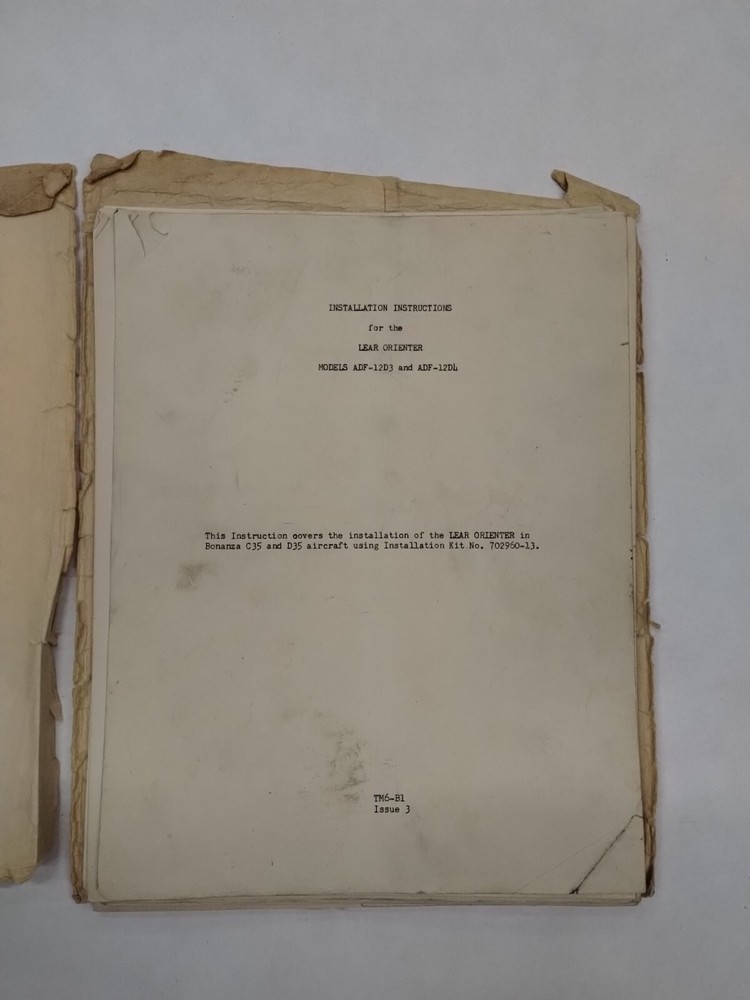 INSTALLATION INSTRUCTIONS
for the
LEAR ORIENTER
MODELS ADF-12D3 and ADF-12D4
This Instruction covers the installation of the LEAR ORIENTER in
Bonanza C35 and D35 aircraft using Installation Kit No. 702960-13.
TM6-B1
Issue 3